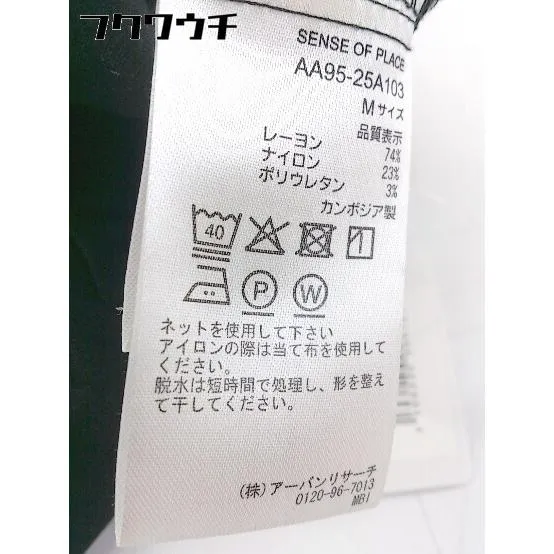 フクウウチ
SENSE OF PLACE
AA95-25A103
Mサイズ
品質表示
レーヨン 74%
ナイロン 23%
ポリウレタン 3%
カンボジア製
40
P W
ネットを使用して下さい
アイロンの際は当て布を使用して
ください。
脱水は短時間で処理し、形を整え
て干してください。
(株)アーバンリサーチ
0120-96-7013
MBI